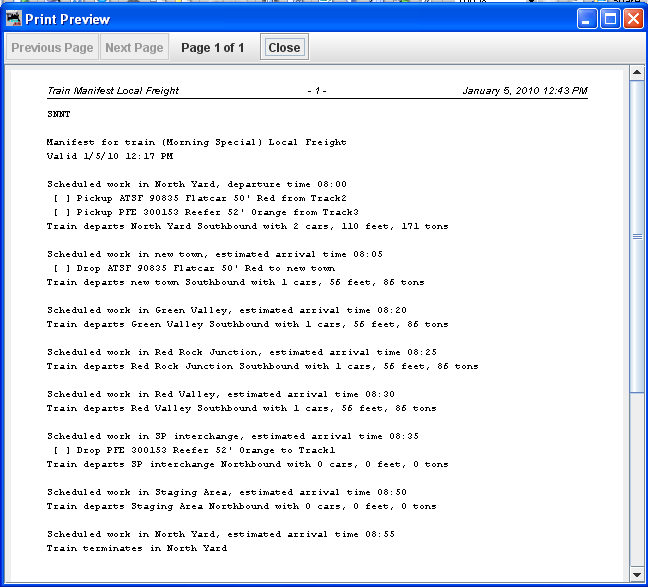 Print Preview
Previous Page Next Page Page 1 of 1 Close
Train Manifest Local Freight - 1 - January 5, 2010 12:43 PM
SNNT
Manifest for train (Morning Special) Local Freight
Valid 1/5/10 12:17 PM
Scheduled work in North Yard, departure time 08:00
[ ] Pickup ATSF 90835 Flatcar 50' Red from Track2
[ ] Pickup PFE 300153 Reefer 52' Orange from Track3
Train departs North Yard Southbound with 2 cars, 110 feet, 171 tons
Scheduled work in new town, estimated arrival time 08:05
[ ] Drop ATSF 90835 Flatcar 50' Red to new town
Train departs new town Southbound with 1 cars, 56 feet, 86 tons
Scheduled work in Green Valley, estimated arrival time 08:20
Train departs Green Valley Southbound with 1 cars, 56 feet, 86 tons
Scheduled work in Red Rock Junction, estimated arrival time 08:25
Train departs Red Rock Junction Southbound with 1 cars, 56 feet, 86 tons
Scheduled work in Red Valley, estimated arrival time 08:30
Train departs Red Valley Southbound with 1 cars, 56 feet, 86 tons
Scheduled work in SP interchange, estimated arrival time 08:35
[ ] Drop PFE 300153 Reefer 52' Orange to Track1
Train departs SP interchange Northbound with 0 cars, 0 feet, 0 tons
Scheduled work in Staging Area, estimated arrival time 08:50
Train departs Staging Area Northbound with 0 cars, 0 feet, 0 tons
Scheduled work in North Yard, estimated arrival time 08:55
Train terminates in North Yard